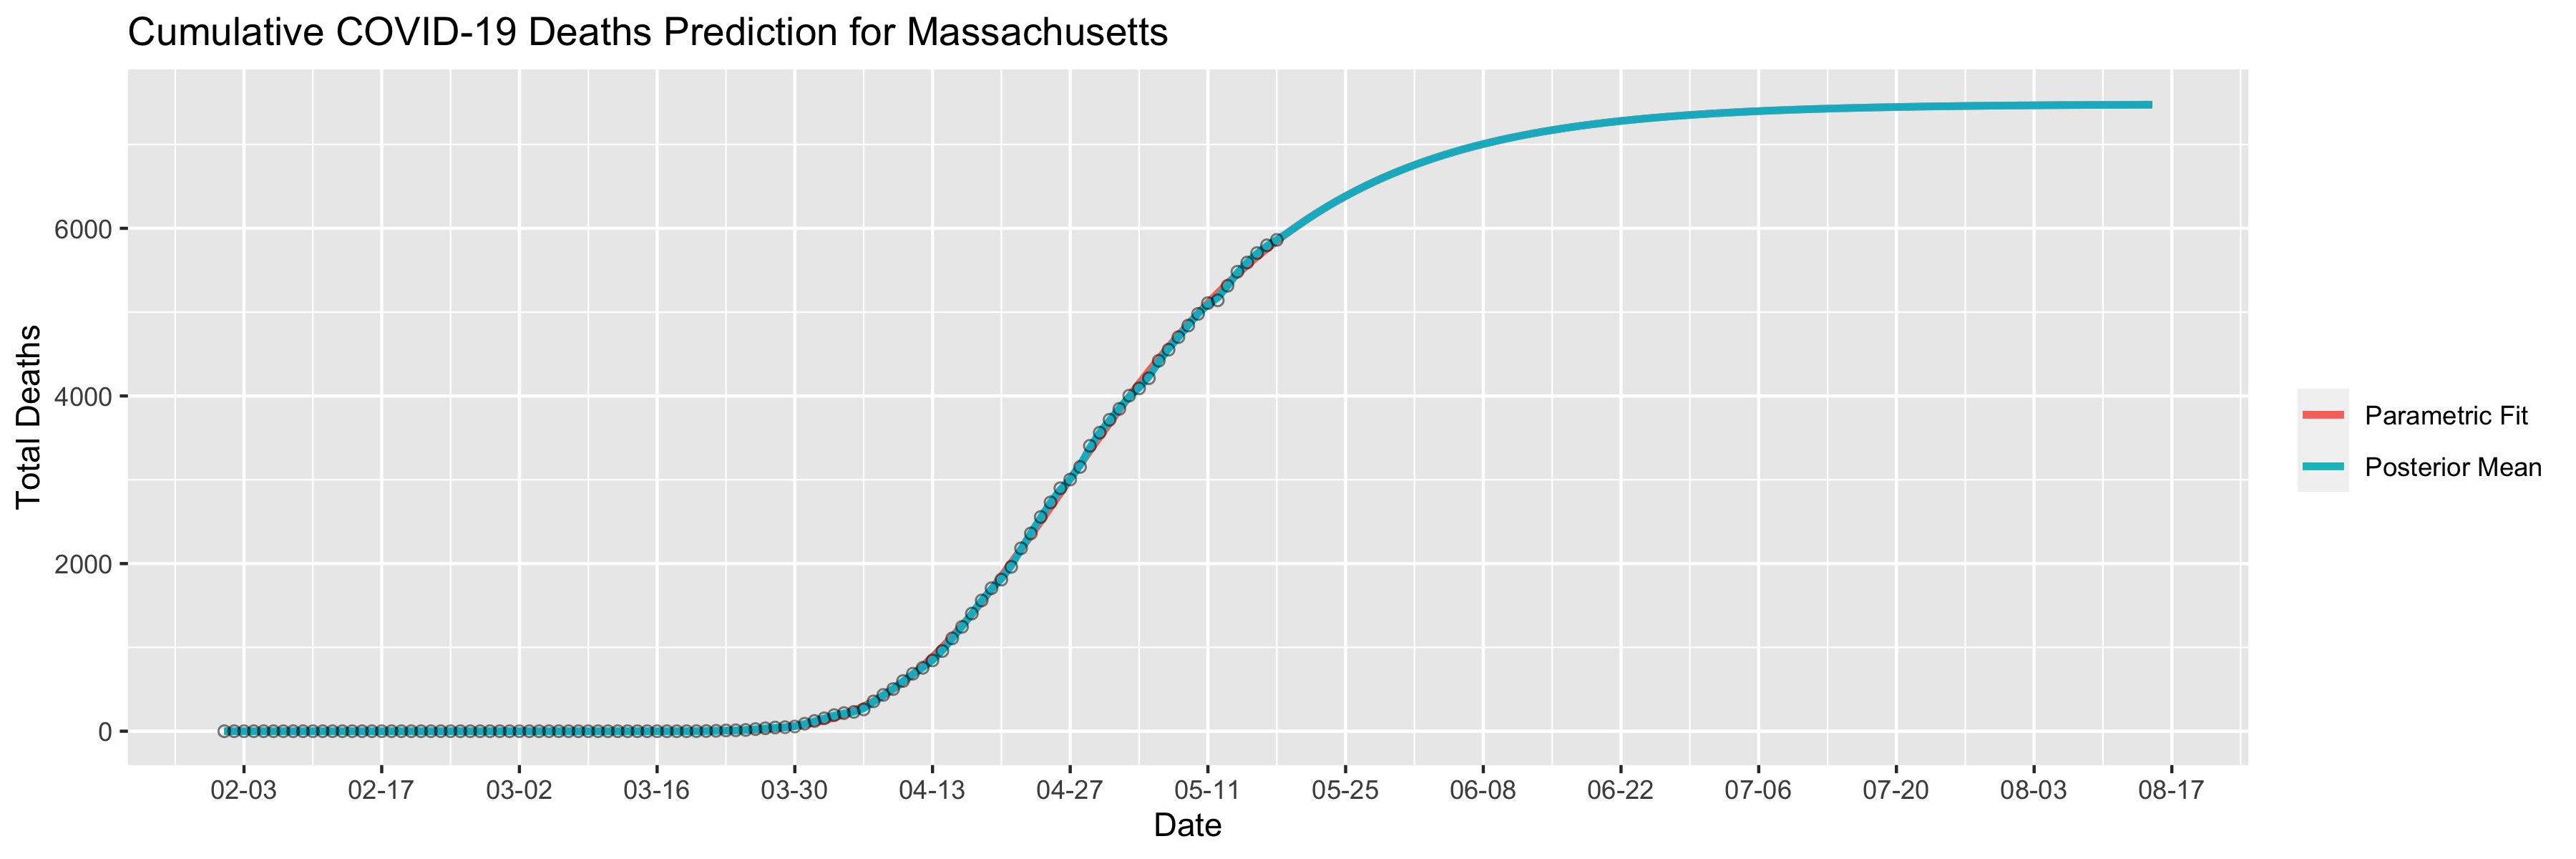 Cumulative COVID-19 Deaths Prediction for Massachusetts
Total Deaths
6000
4000
2000
0
02-03 02-17 03-02 03-16 03-30 04-13 04-27 05-11 05-25 06-08 06-22 07-06 07-20 08-03 08-17
Date
Parametric Fit
Posterior Mean